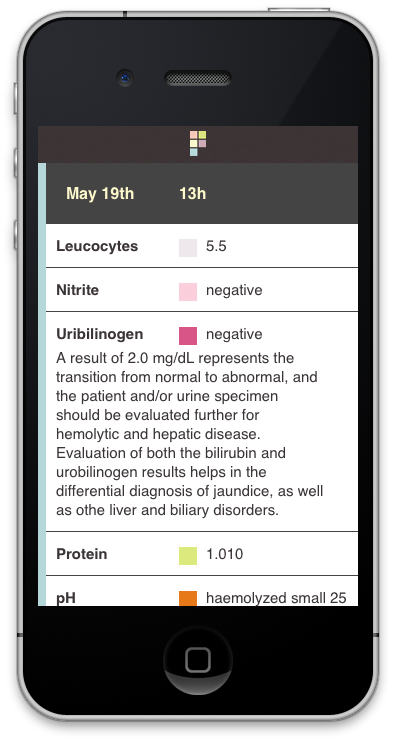 May 19th 13h
Leucocytes 5.5
Nitrite negative
Uribilinogen negative
A result of 2.0 mg/dL represents the
transition from normal to abnormal, and
the patient and/or urine specimen
should be evaluated further for
hemolytic and hepatic disease.
Evaluation of both the bilirubin and
urobilinogen results helps in the
differential diagnosis of jaundice, as well
as othe liver and biliary disorders.
Protein 1.010
pH haemolyzed small 25